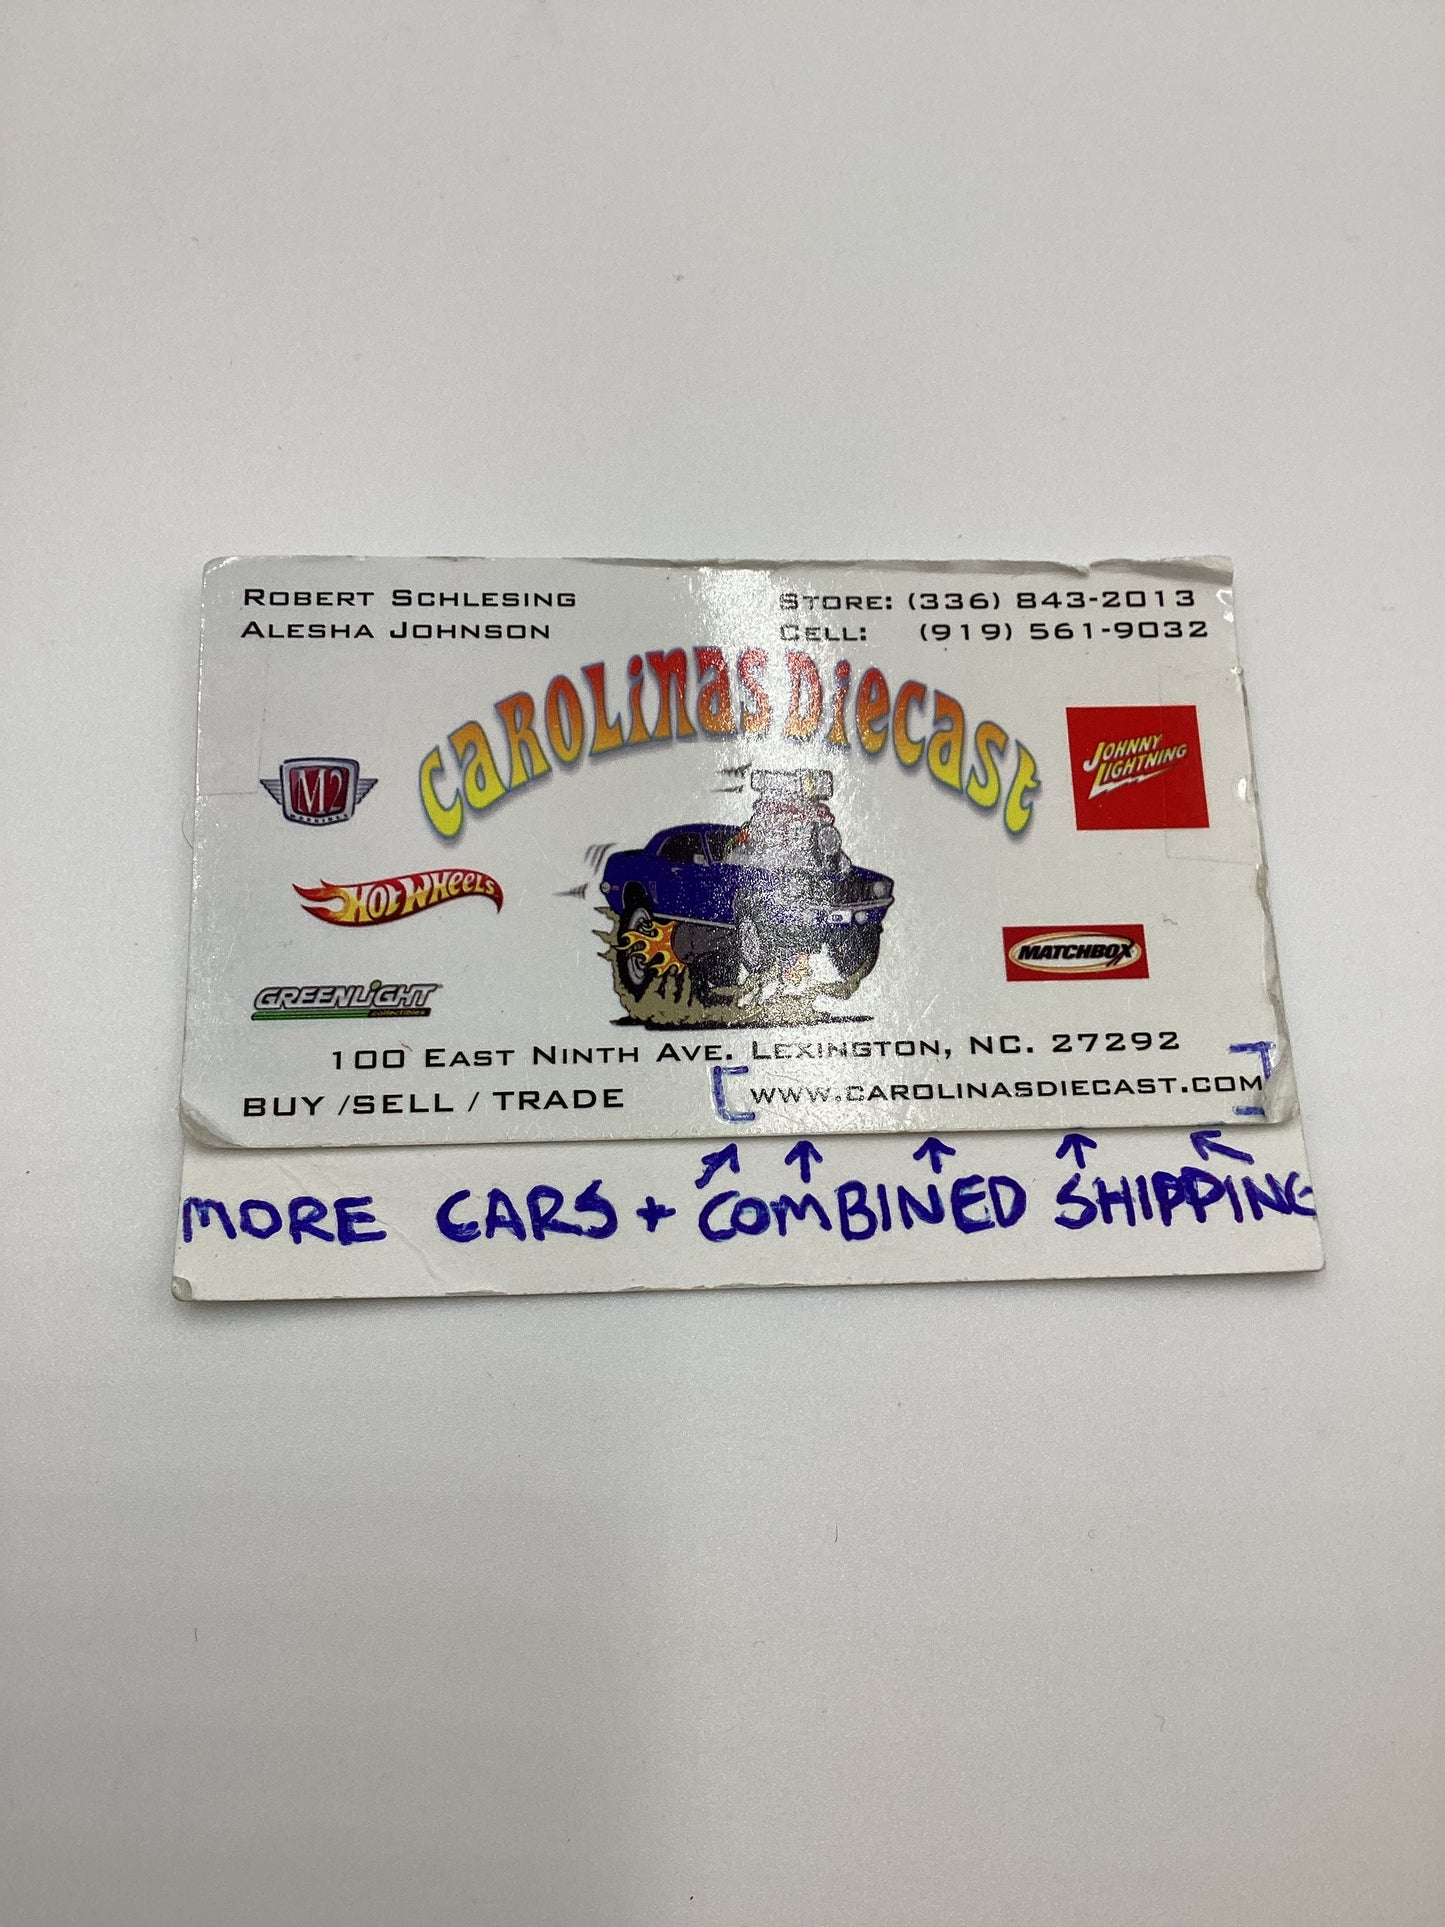 ROBERT SCHLESING
ALESHA JOHNSON
STORE: (336) 843-2013
CELL: (919) 561-9032
CAROLINAS DIECAST
M2
MACHINES
JOHNNY
LIGHTNING
HOT WHEELS
MATCHBOX
GREENLIGHT
collectibles
100 EAST NINTH AVE. LEXINGTON, NC. 27292
BUY /SELL / TRADE
[WWW.CAROLINASDIECAST.COM]
MORE CARS + COMBINED SHIPPING